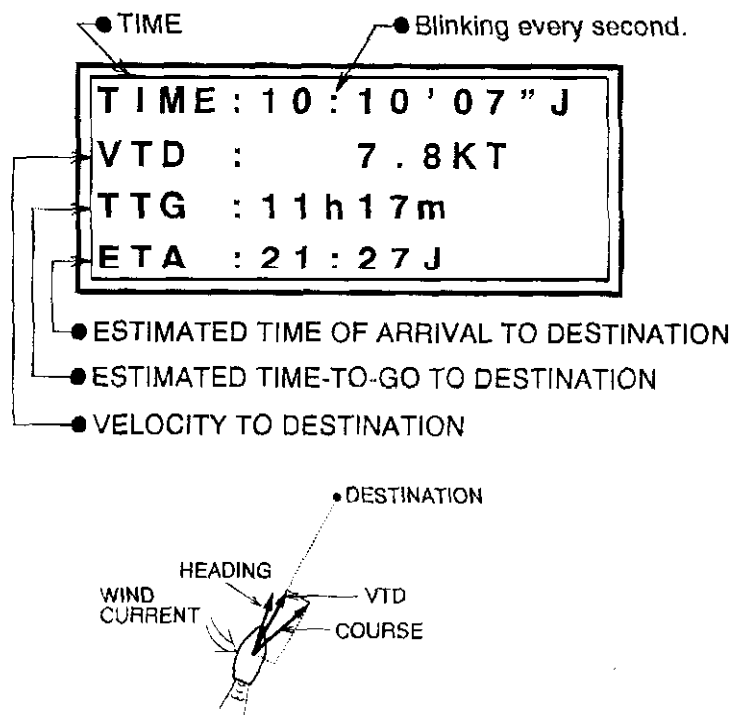 TIME
Blinking every second.
TIME:10:10'07"J
VTD : 7.8KT
TTG :11h17m
ETA :21:27J
ESTIMATED TIME OF ARRIVAL TO DESTINATION
ESTIMATED TIME-TO-GO TO DESTINATION
VELOCITY TO DESTINATION
DESTINATION
HEADING
WIND
CURRENT
VTD
COURSE